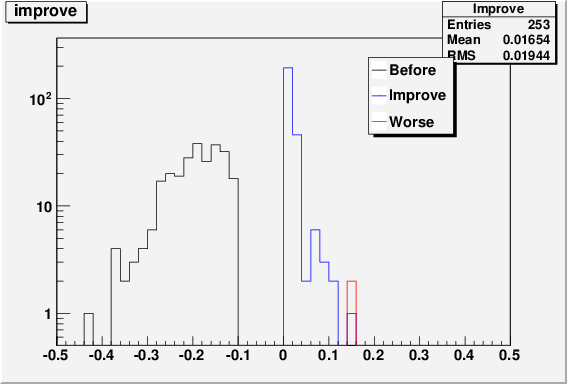 improve
Improve
Entries 253
Mean 0.01654
RMS 0.01944
Before
Improve
Worse
10²
10
1
-0.5 -0.4 -0.3 -0.2 -0.1 0 0.1 0.2 0.3 0.4 0.5